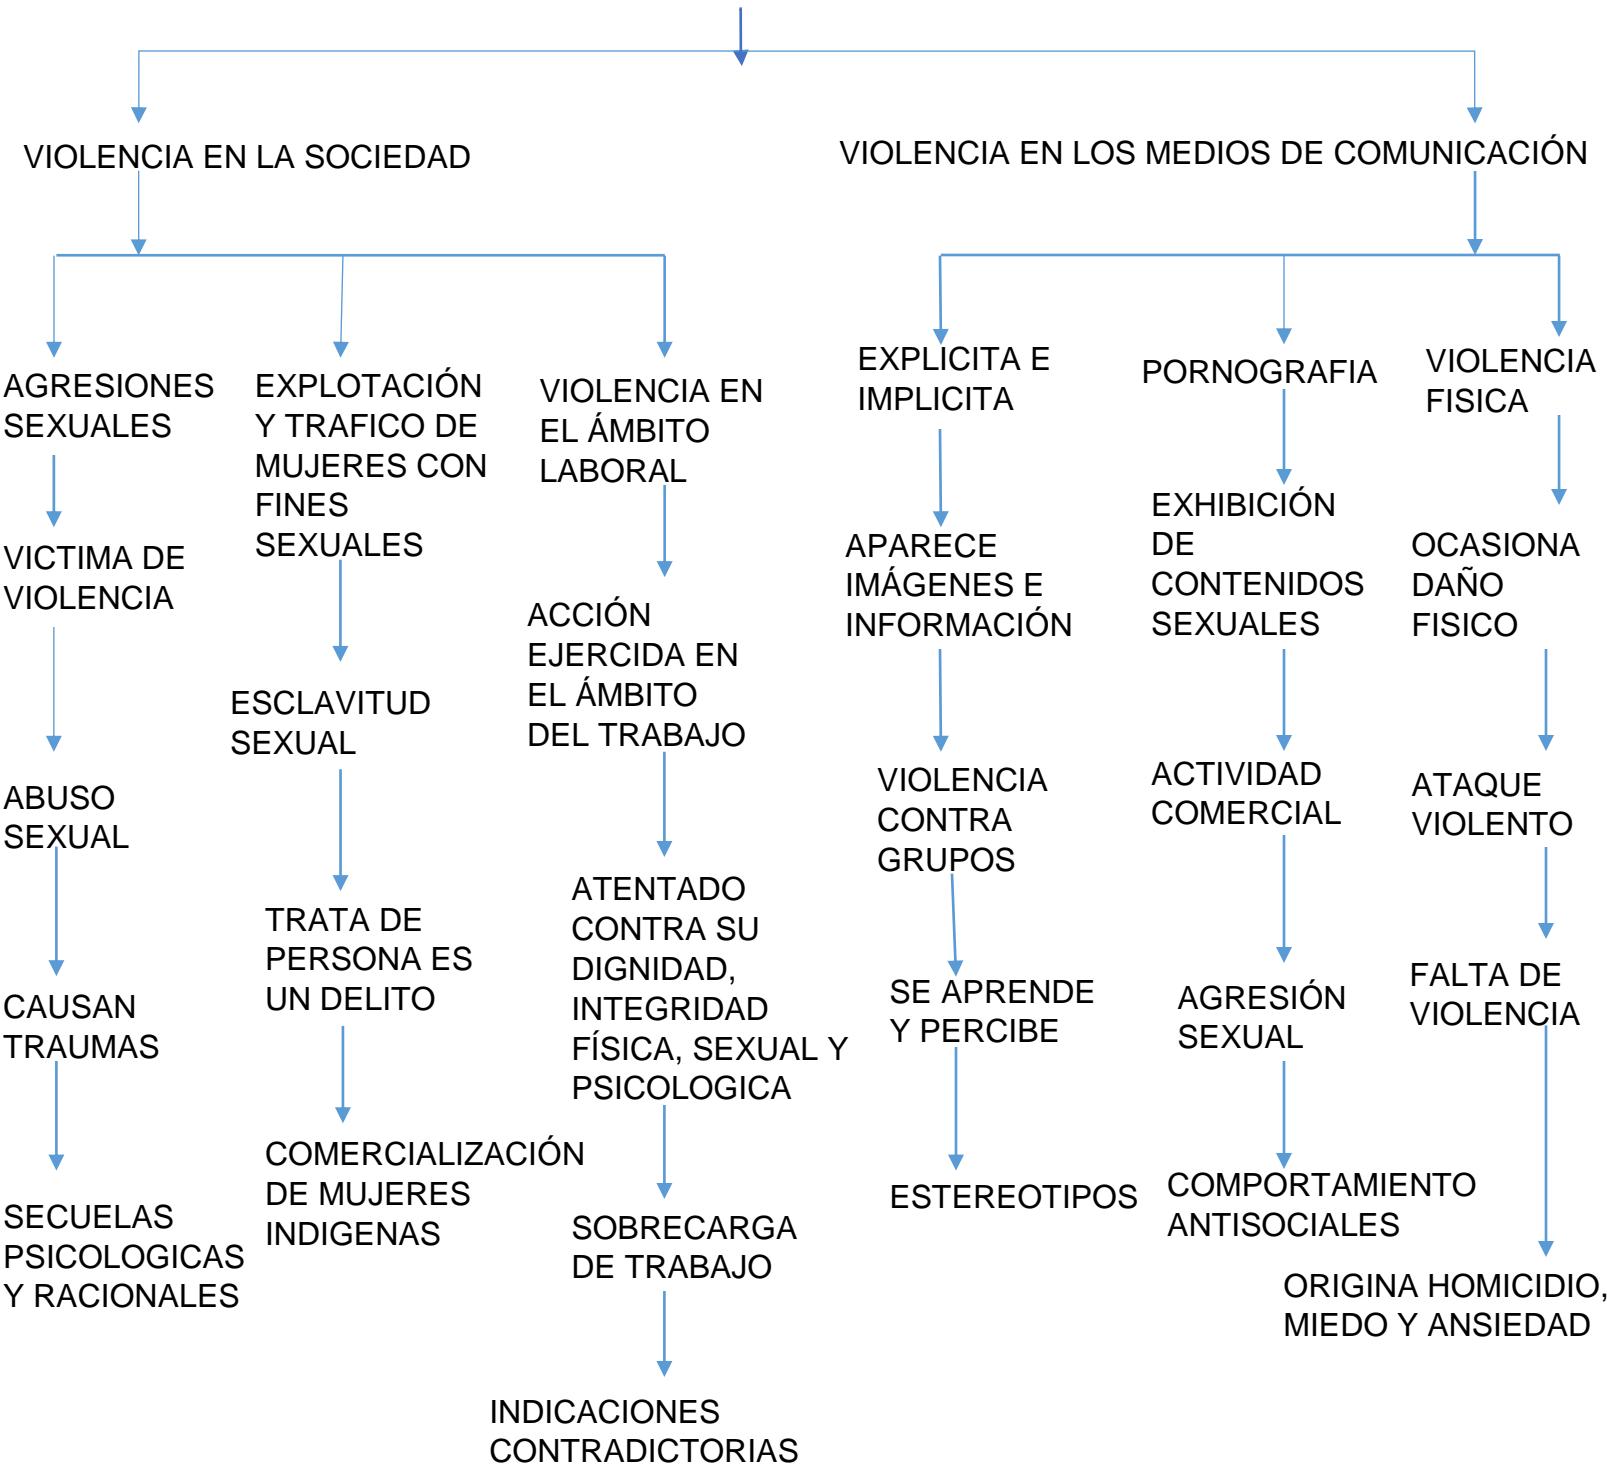 VIOLENCIA EN LA SOCIEDAD
VIOLENCIA EN LOS MEDIOS DE COMUNICACIÓN
AGRESIONES
SEXUALES
VICTIMA DE
VIOLENCIA
ABUSO
SEXUAL
CAUSAN
TRAUMAS
SECUELAS
PSICOLOGICAS
Y RACIONALES
EXPLOTACIÓN
Y TRAFICO DE
MUJERES CON
FINES
SEXUALES
ESCLAVITUD
SEXUAL
TRATA DE
PERSONA ES
UN DELITO
COMERCIALIZACIÓN
DE MUJERES
INDIGENAS
VIOLENCIA EN
EL ÁMBITO
LABORAL
ACCIÓN
EJERCIDA EN
EL ÁMBITO
DEL TRABAJO
ATENTADO
CONTRA SU
DIGNIDAD,
INTEGRIDAD
FÍSICA, SEXUAL Y
PSICOLOGICA
SOBRECARGA
DE TRABAJO
INDICACIONES
CONTRADICTORIAS
EXPLICITA E
IMPLICITA
APARECE
IMÁGENES E
INFORMACIÓN
VIOLENCIA
CONTRA
GRUPOS
SE APRENDE
Y PERCIBE
ESTEREOTIPOS
PORNOGRAFIA
EXHIBICIÓN
DE
CONTENIDOS
SEXUALES
ACTIVIDAD
COMERCIAL
AGRESIÓN
SEXUAL
COMPORTAMIENTO
ANTISOCIALES
VIOLENCIA
FISICA
OCASIONA
DAÑO
FISICO
ATAQUE
VIOLENTO
FALTA DE
VIOLENCIA
ORIGINA HOMICIDIO,
MIEDO Y ANSIEDAD